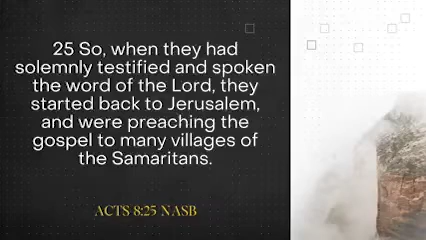 25 So, when they had
solemnly testified and spoken
the word of the Lord, they
started back to Jerusalem,
and were preaching the
gospel to many villages of
the Samaritans.
ACTS 8:25 NASB